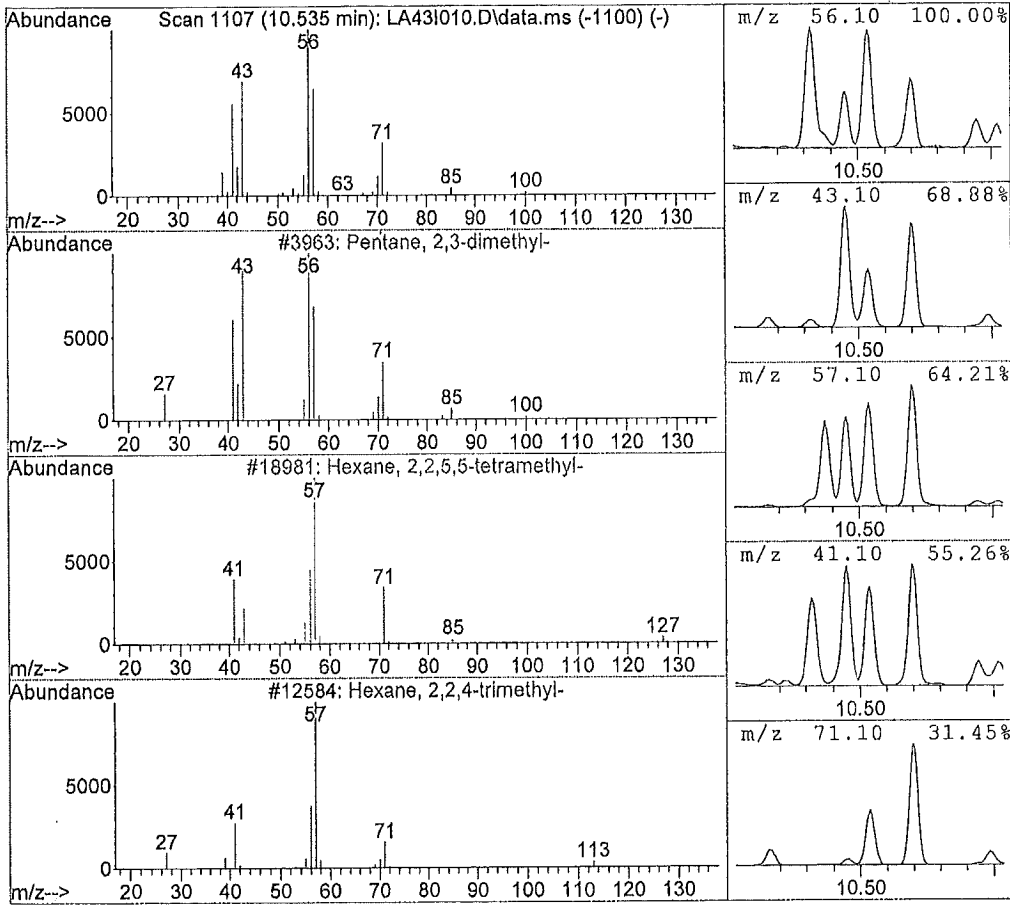 Abundance Scan 1107 (10.535 min): LA43I010.D\data.ms (-1100) (-)
56
43
5000
71
63
85
100
0
20 30 40 50 60 70 80 90 100 110 120 130
m/z-->
Abundance #3963: Pentane, 2,3-dimethyl-
43 56
5000
71
27
85
100
0
20 30 40 50 60 70 80 90 100 110 120 130
m/z-->
Abundance #18981: Hexane, 2,2,5,5-tetramethyl-
57
5000
41
71
85
127
0
20 30 40 50 60 70 80 90 100 110 120 130
m/z-->
Abundance #12584: Hexane, 2,2,4-trimethyl-
57
5000
41
27
71
113
0
20 30 40 50 60 70 80 90 100 110 120 130
m/z-->
m/z 56.10 100.00%
10.50
m/z 43.10 68.88%
10.50
m/z 57.10 64.21%
10.50
m/z 41.10 55.26%
10.50
m/z 71.10 31.45%
10.50